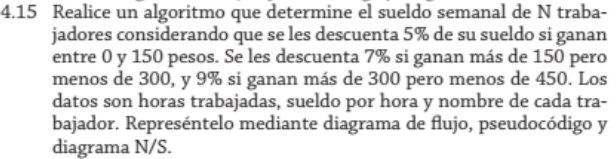 4.15 Realice un algoritmo que determine el sueldo semanal de N traba-
jadores considerando que se les descuenta 5% de su sueldo si ganan
entre 0 y 150 pesos. Se les descuenta 7% si ganan más de 150 pero
menos de 300, y 9% si ganan más de 300 pero menos de 450. Los
datos son horas trabajadas, sueldo por hora y nombre de cada tra-
bajador. Represéntelo mediante diagrama de flujo, pseudocódigo y
diagrama N/S.